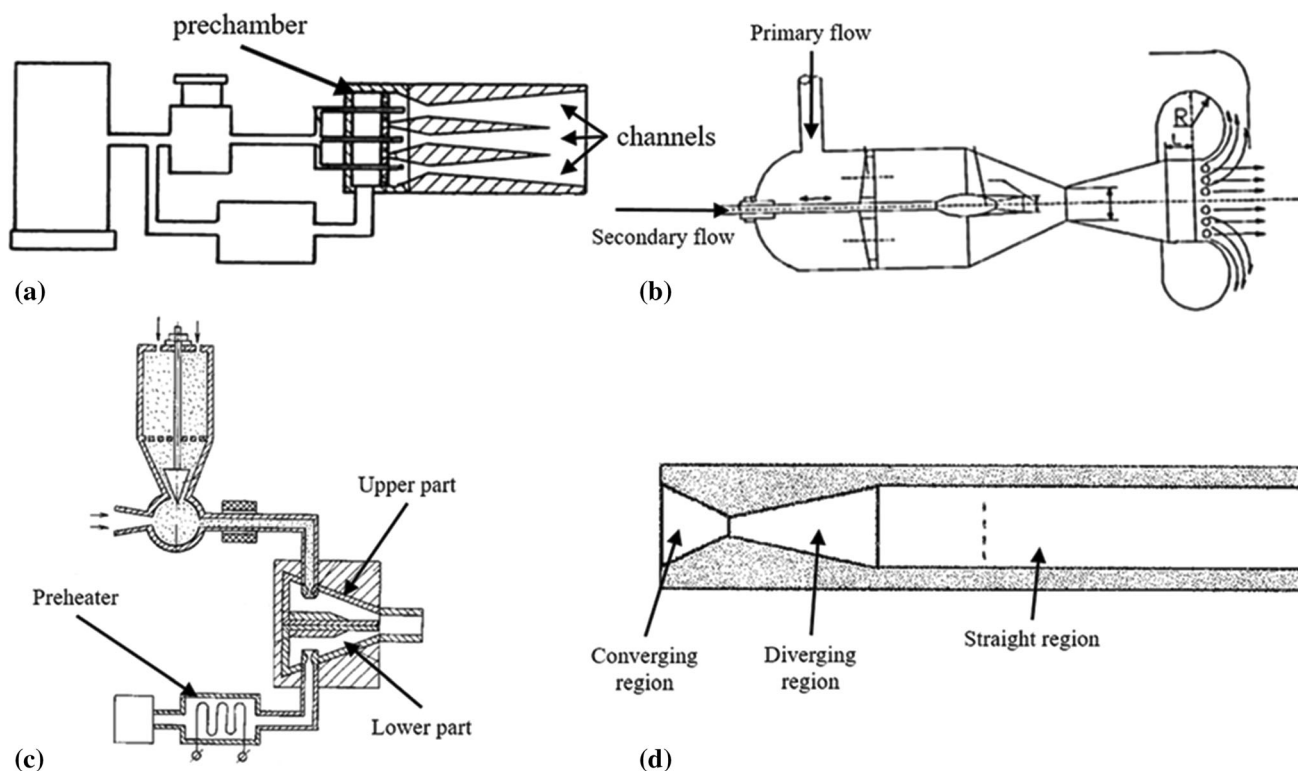 prechamber
channels
(a)
Primary flow
Secondary flow
R
L
(b)
Upper part
Preheater
Lower part
(c)
Converging
region
Diverging
region
Straight region
(d)